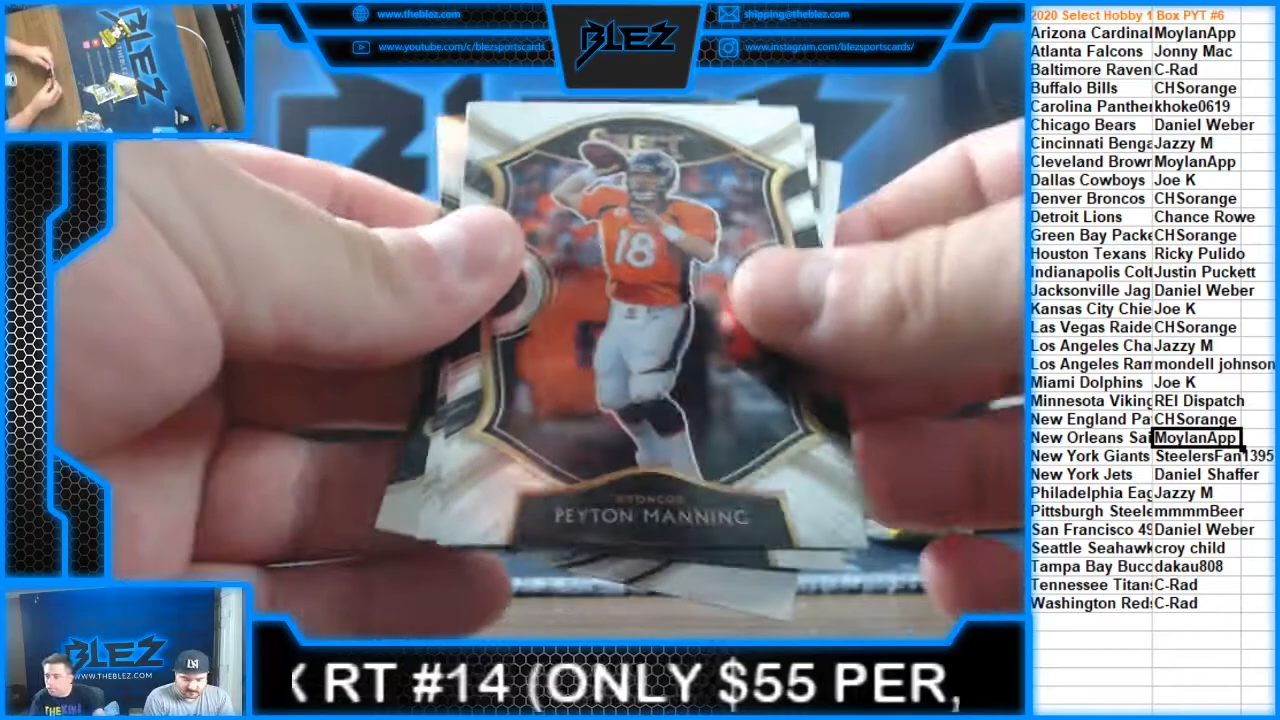 www.theblez.com
www.youtube.com/c/blezsportscards
BLEZ
shipping@theblez.com
www.instagram.com/blezsportscards/
BLEZ
SELECT
18
BRONCOS
PEYTON MANNING
BLEZ
WWW.THEBLEZ.COM
X RT #14 (ONLY $55 PER,
2020 Select Hobby 1 Box PYT #6
Arizona Cardinal MoylanApp
Atlanta Falcons Jonny Mac
Baltimore Raven C-Rad
Buffalo Bills CHSorange
Carolina Panther khoke0619
Chicago Bears Daniel Weber
Cincinnati Benga Jazzy M
Cleveland Brown MoylanApp
Dallas Cowboys Joe K
Denver Broncos CHSorange
Detroit Lions Chance Rowe
Green Bay Packe CHSorange
Houston Texans Ricky Pulido
Indianapolis Colt Justin Puckett
Jacksonville Jag Daniel Weber
Kansas City Chie Joe K
Las Vegas Raide CHSorange
Los Angeles Cha Jazzy M
Los Angeles Ram mondell johnson
Miami Dolphins Joe K
Minnesota Viking REI Dispatch
New England Pa CHSorange
New Orleans Sai MoylanApp
New York Giants SteelersFan1395
New York Jets Daniel Shaffer
Philadelphia Eag Jazzy M
Pittsburgh Steele mmmmBeer
San Francisco 49 Daniel Weber
Seattle Seahawk croy child
Tampa Bay Bucc dakau808
Tennessee Titans C-Rad
Washington Reds C-Rad